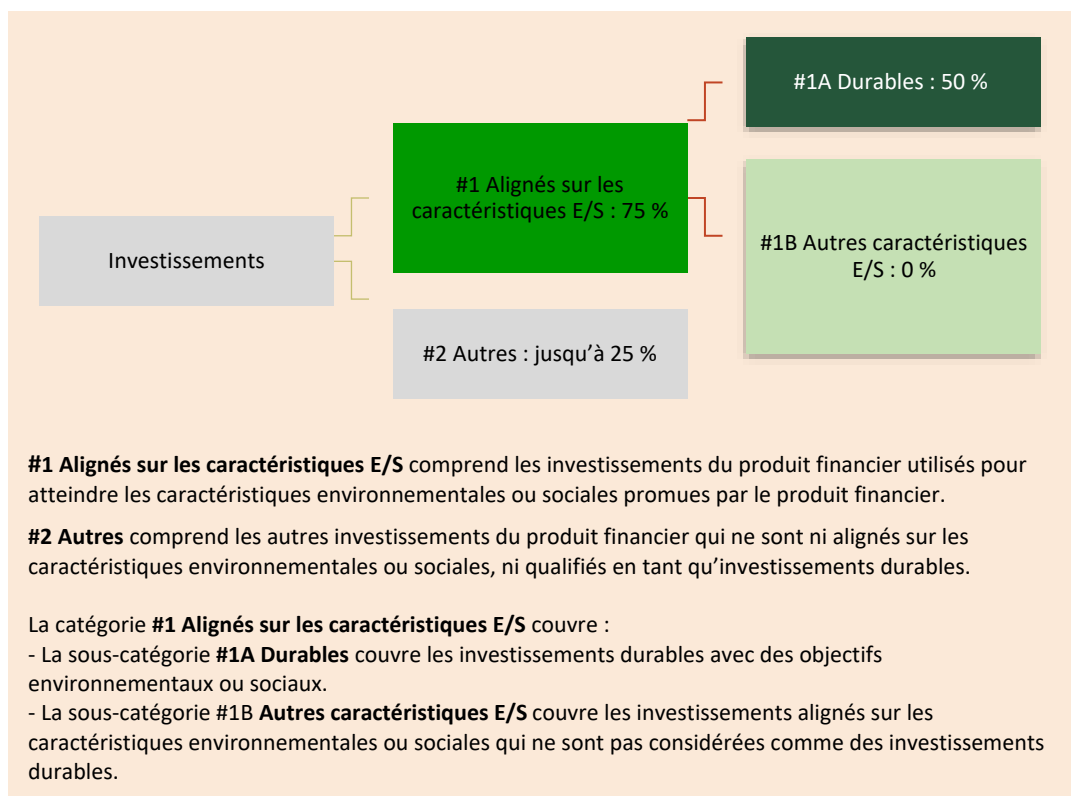 #1A Durables : 50 %
#1 Alignés sur les
caractéristiques E/S : 75 %
#1B Autres caractéristiques
E/S : 0 %
Investissements
#2 Autres : jusqu’à 25 %
#1 Alignés sur les caractéristiques E/S comprend les investissements du produit financier utilisés pour
atteindre les caractéristiques environnementales ou sociales promues par le produit financier.
#2 Autres comprend les autres investissements du produit financier qui ne sont ni alignés sur les
caractéristiques environnementales ou sociales, ni qualifiés en tant qu’investissements durables.
La catégorie #1 Alignés sur les caractéristiques E/S couvre :
- La sous-catégorie #1A Durables couvre les investissements durables avec des objectifs
environnementaux ou sociaux.
- La sous-catégorie #1B Autres caractéristiques E/S couvre les investissements alignés sur les
caractéristiques environnementales ou sociales qui ne sont pas considérées comme des investissements
durables.